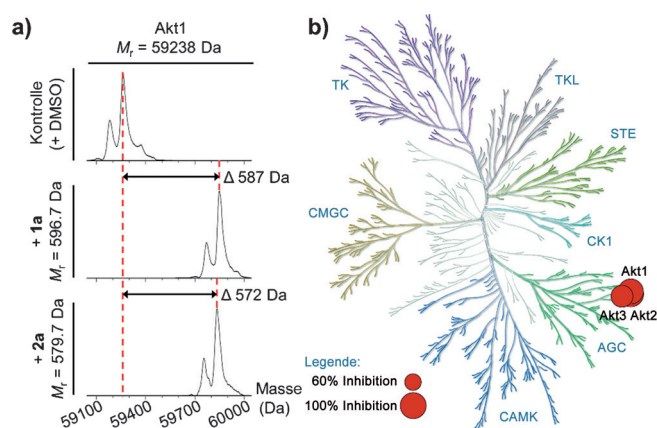 a)
Akt1
Mr = 59238 Da
Kontrolle
(+ DMSO)
Δ 587 Da
+ 1a
Mr = 596.7 Da
Δ 572 Da
+ 2a
Mr = 579.7 Da
Masse
(Da)
59100
59400
59700
60000
b)
TK
TKL
STE
CMGC
CK1
Akt1
Akt3 Akt2
AGC
CAMK
Legende:
60% Inhibition
100% Inhibition